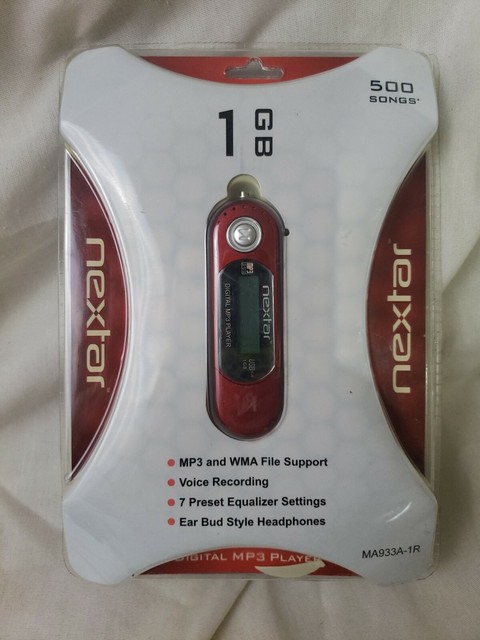 500
SONGS*
1 GB
nextar
nextar
MP3
nextar
DIGITAL MP3 PLAYER
MP3 and WMA File Support
Voice Recording
7 Preset Equalizer Settings
Ear Bud Style Headphones
MA933A-1R
DIGITAL MP3 PLAYER